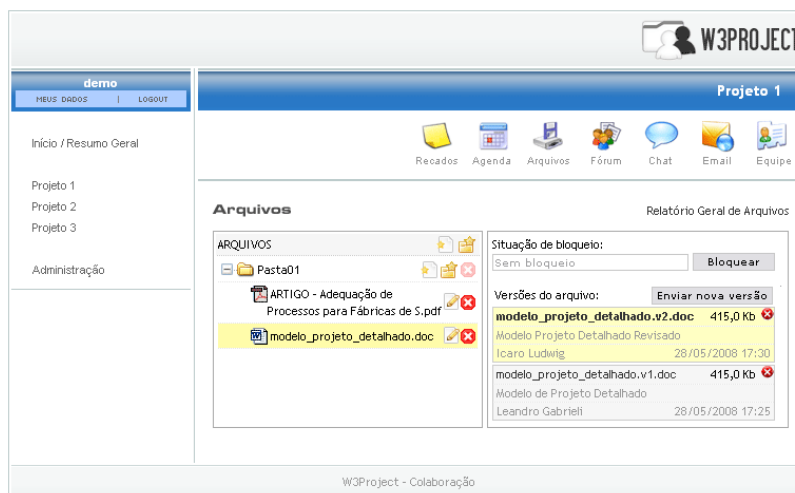 W3PROJECT
demo
MEUS DADOS | LOGOUT
Projeto 1
Início / Resumo Geral
Projeto 1
Projeto 2
Projeto 3
Administração
Recados Agenda Arquivos Fórum Chat Email Equipe
Arquivos
Relatório Geral de Arquivos
ARQUIVOS
Pasta01
ARTIGO - Adequação de
Processos para Fábricas de S.pdf
modelo_projeto_detalhado.doc
Situação de bloqueio:
Sem bloqueio Bloquear
Versões do arquivo: Enviar nova versão
modelo_projeto_detalhado.v2.doc 415,0 Kb
Modelo Projeto Detalhado Revisado
Icaro Ludwig 28/05/2008 17:30
modelo_projeto_detalhado.v1.doc 415,0 Kb
Modelo de Projeto Detalhado
Leandro Gabrieli 28/05/2008 17:25
W3Project - Colaboração